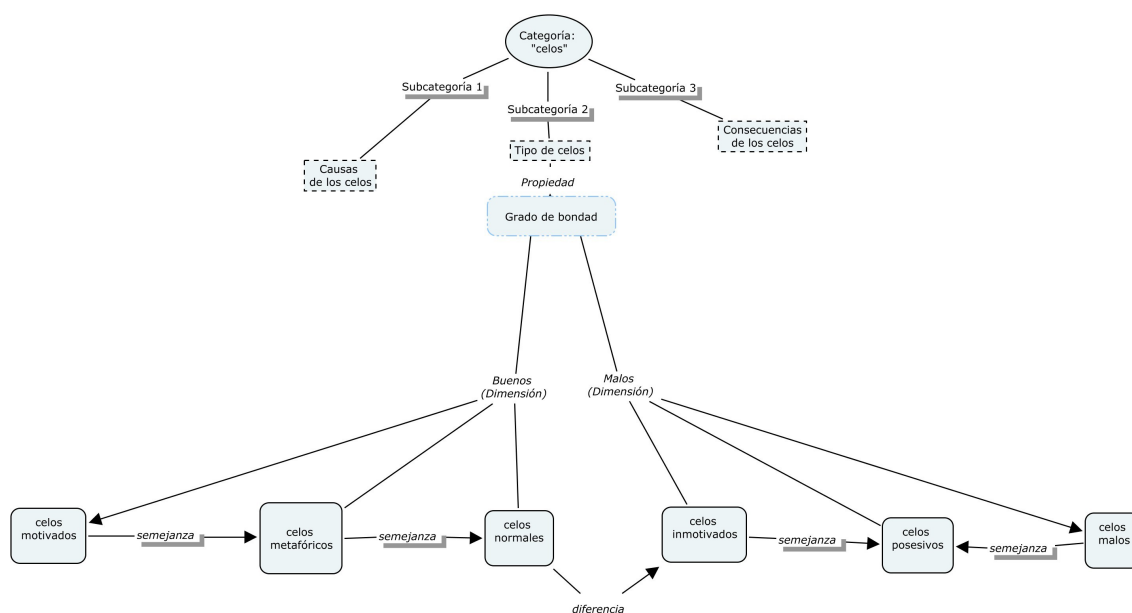 Categoría:
"celos"
Subcategoría 1
Subcategoría 2
Subcategoría 3
Causas
de los celos
Tipo de celos
Consecuencias
de los celos
Propiedad
Grado de bondad
Buenos
(Dimensión)
Malos
(Dimensión)
celos
motivados
semejanza
celos
metafóricos
semejanza
celos
normales
diferencia
celos
inmotivados
semejanza
celos
posesivos
semejanza
celos
malos